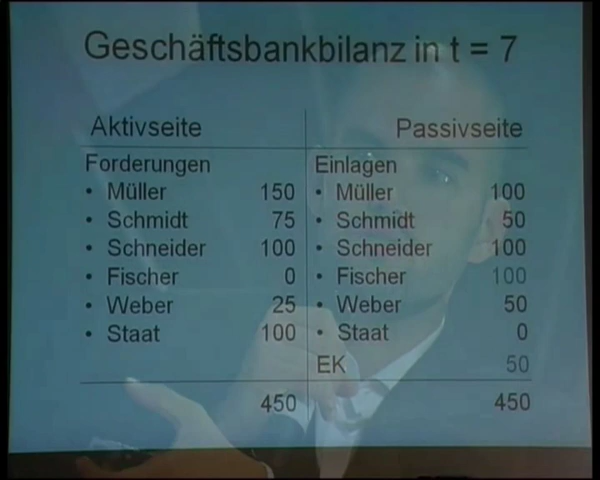 Geschäftsbankbilanz in t = 7
Aktivseite Passivseite
Forderungen Einlagen
• Müller 150 • Müller 100
• Schmidt 75 • Schmidt 50
• Schneider 100 • Schneider 100
• Fischer 0 • Fischer 100
• Weber 25 • Weber 50
• Staat 100 • Staat 0
EK 50
450 450